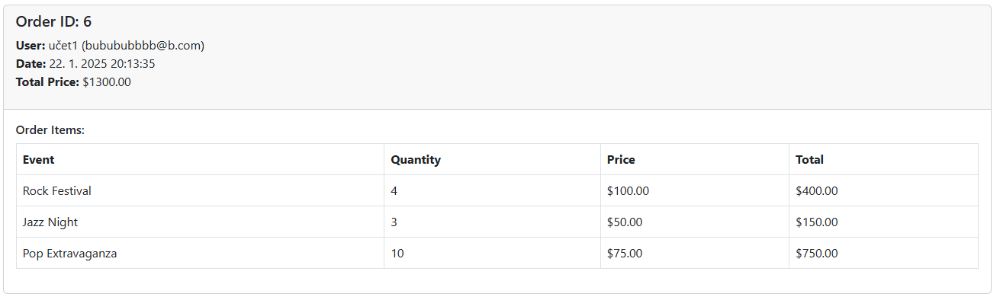 Order ID: 6
User: učet1 (bubububbbb@b.com)
Date: 22. 1. 2025 20:13:35
Total Price: $1300.00
Order Items:
Event Quantity Price Total
Rock Festival 4 $100.00 $400.00
Jazz Night 3 $50.00 $150.00
Pop Extravaganza 10 $75.00 $750.00